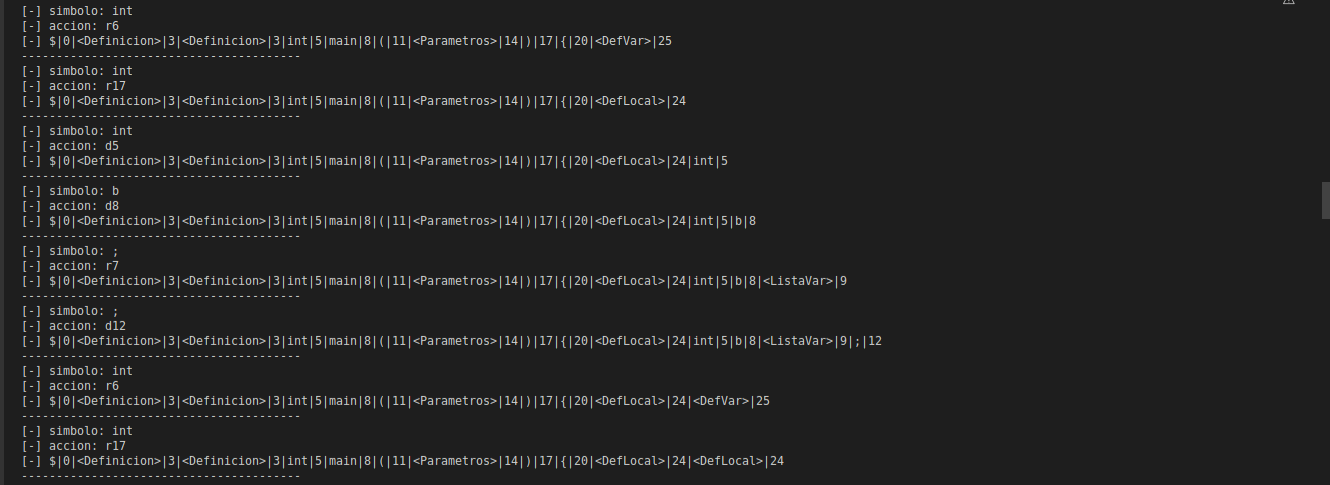 [-] simbolo: int
[-] accion: r6
[-] $|0|<Definicion>|3|<Definicion>|3|int|5|main|8|(|11|<Parametros>|14|)|17|{|20|<DefVar>|25
----------------------------------------
[-] simbolo: int
[-] accion: r17
[-] $|0|<Definicion>|3|<Definicion>|3|int|5|main|8|(|11|<Parametros>|14|)|17|{|20|<DefLocal>|24
----------------------------------------
[-] simbolo: int
[-] accion: d5
[-] $|0|<Definicion>|3|<Definicion>|3|int|5|main|8|(|11|<Parametros>|14|)|17|{|20|<DefLocal>|24|int|5
----------------------------------------
[-] simbolo: b
[-] accion: d8
[-] $|0|<Definicion>|3|<Definicion>|3|int|5|main|8|(|11|<Parametros>|14|)|17|{|20|<DefLocal>|24|int|5|b|8
----------------------------------------
[-] simbolo: ;
[-] accion: r7
[-] $|0|<Definicion>|3|<Definicion>|3|int|5|main|8|(|11|<Parametros>|14|)|17|{|20|<DefLocal>|24|int|5|b|8|<ListaVar>|9
----------------------------------------
[-] simbolo: ;
[-] accion: d12
[-] $|0|<Definicion>|3|<Definicion>|3|int|5|main|8|(|11|<Parametros>|14|)|17|{|20|<DefLocal>|24|int|5|b|8|<ListaVar>|9|;|12
----------------------------------------
[-] simbolo: int
[-] accion: r6
[-] $|0|<Definicion>|3|<Definicion>|3|int|5|main|8|(|11|<Parametros>|14|)|17|{|20|<DefLocal>|24|<DefVar>|25
----------------------------------------
[-] simbolo: int
[-] accion: r17
[-] $|0|<Definicion>|3|<Definicion>|3|int|5|main|8|(|11|<Parametros>|14|)|17|{|20|<DefLocal>|24|<DefLocal>|24
----------------------------------------